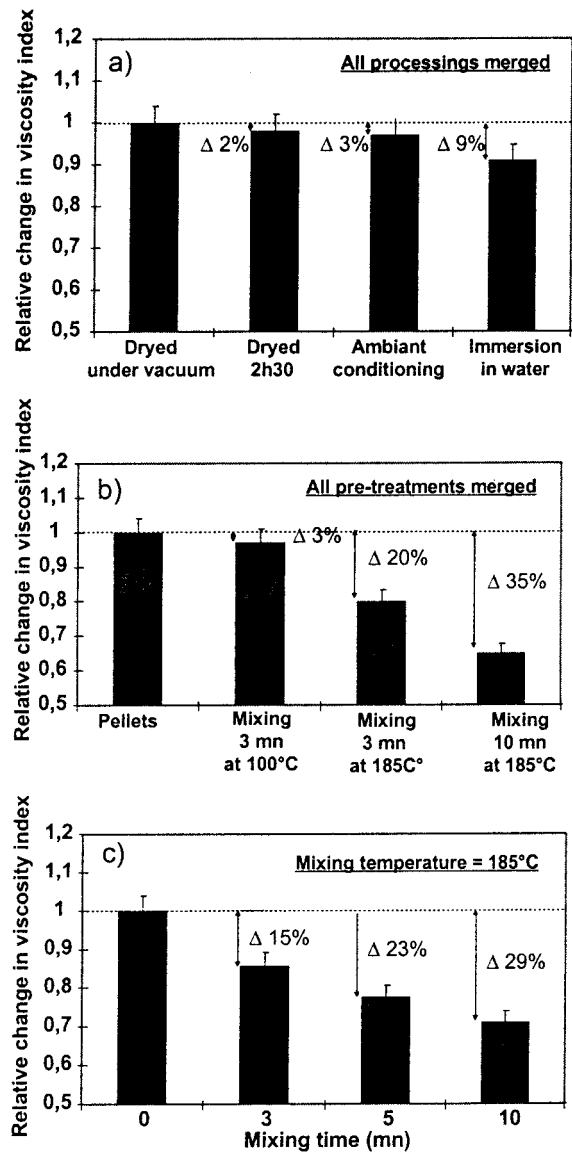 Relative change in viscosity index
1,2
1,1
1
0,9
0,8
0,7
0,6
0,5
a)
All processings merged
Δ 2%
Δ 3%
Δ 9%
Dryed
under vacuum
Dryed
2h30
Ambiant
conditioning
Immersion
in water
Relative change in viscosity index
1,2
1,1
1
0,9
0,8
0,7
0,6
0,5
b)
All pre-treatments merged
Δ 3%
Δ 20%
Δ 35%
Pellets
Mixing
3 mn
at 100°C
Mixing
3 mn
at 185C°
Mixing
10 mn
at 185°C
Relative change in viscosity index
1,2
1,1
1
0,9
0,8
0,7
0,6
0,5
c)
Mixing temperature = 185°C
Δ 15%
Δ 23%
Δ 29%
0
3
5
10
Mixing time (mn)